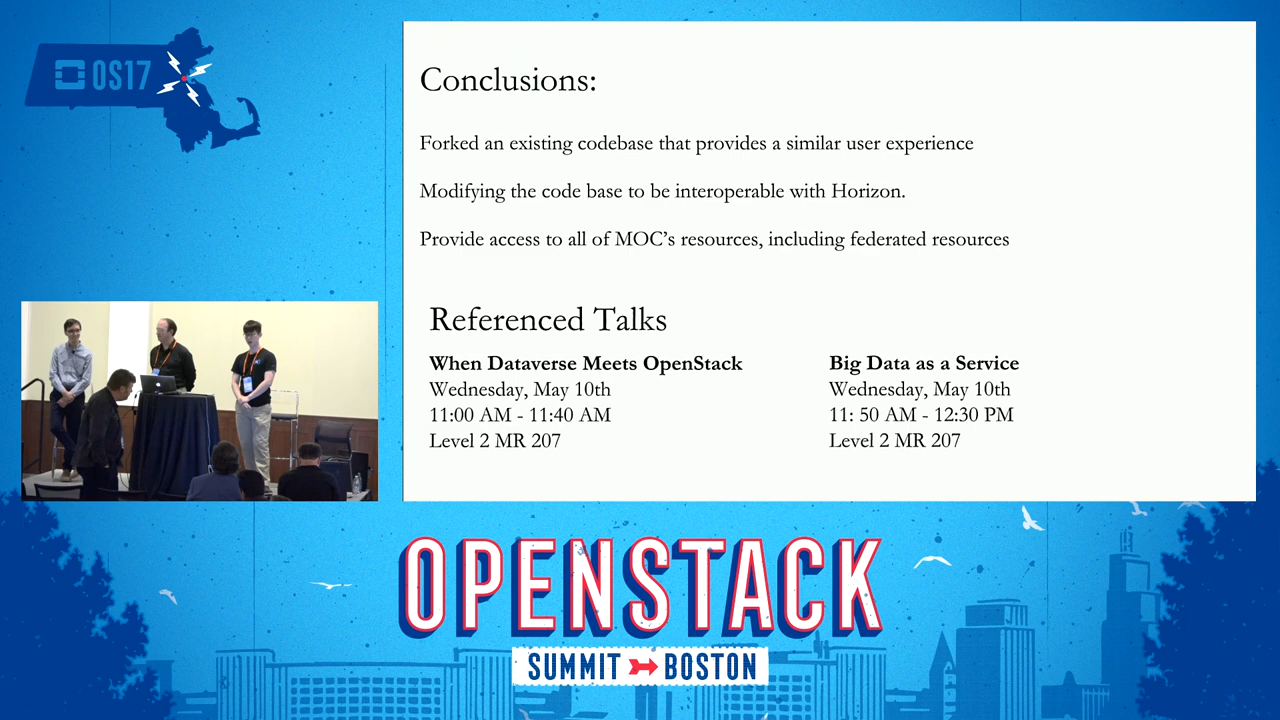 OS17
Conclusions:
Forked an existing codebase that provides a similar user experience
Modifying the code base to be interoperable with Horizon.
Provide access to all of MOC's resources, including federated resources
Referenced Talks
When Dataverse Meets OpenStack
Wednesday, May 10th
11:00 AM - 11:40 AM
Level 2 MR 207
Big Data as a Service
Wednesday, May 10th
11: 50 AM - 12:30 PM
Level 2 MR 207
OPENSTACK
SUMMIT BOSTON